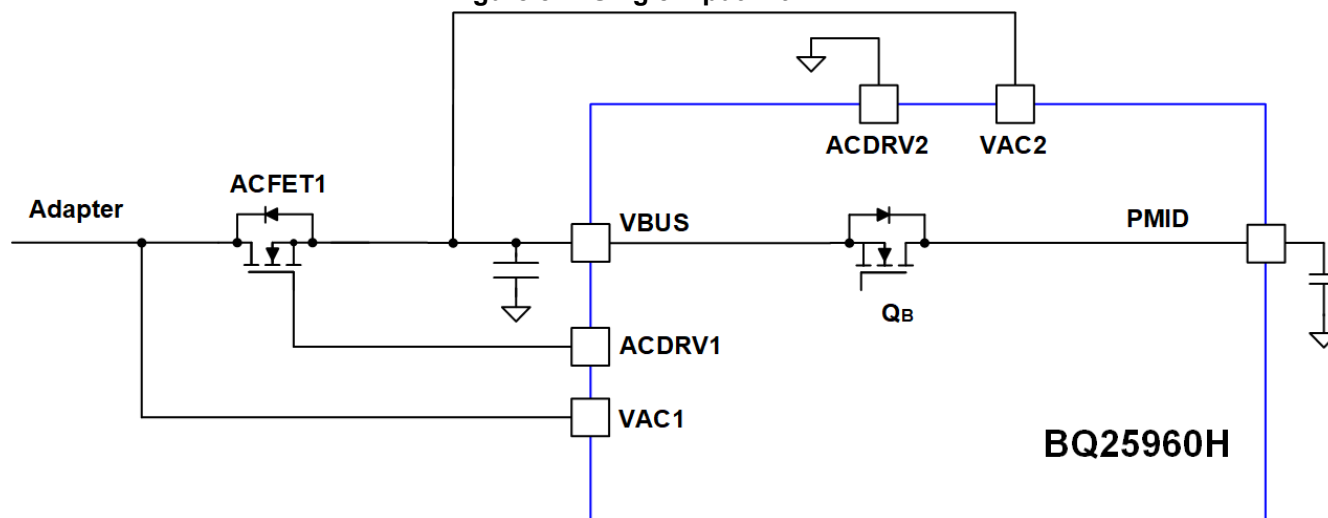 ACDRV2
VAC2
ACFET1
Adapter
VBUS
PMID
QB
ACDRV1
VAC1
BQ25960H